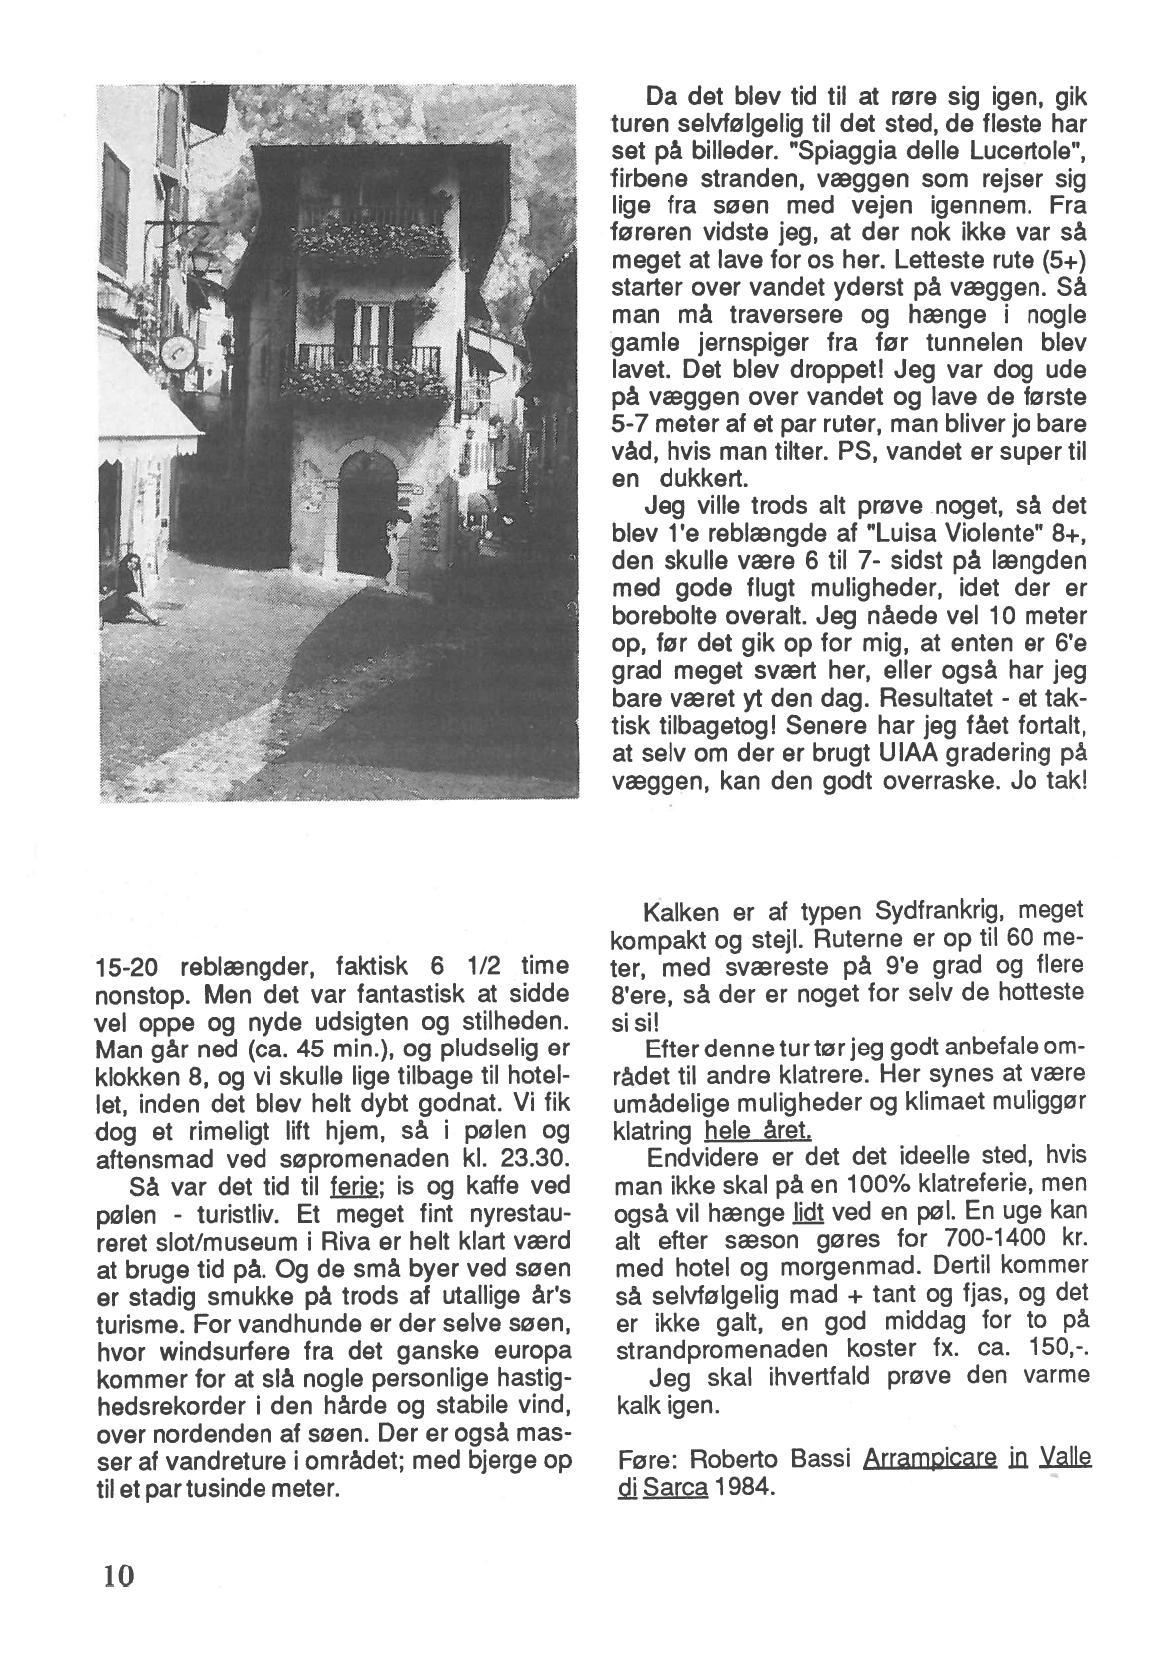 15-20 reblængder, faktisk 6 1/2 time
nonstop. Men det var fantastisk at sidde
vel oppe og nyde udsigten og stilheden.
Man går ned (ca. 45 min.), og pludselig er
klokken 8, og vi skulle lige tilbage til hotel-
let, inden det blev helt dybt godnat. Vi fik
dog et rimeligt lift hjem, så i pølen og
aftensmad ved søpromenaden kl. 23.30.
Så var det tid til ferie; is og kaffe ved
pølen - turistliv. Et meget fint nyrestau-
reret slot/museum i Riva er helt klart værd
at bruge tid på. Og de små byer ved søen
er stadig smukke på trods af utallige år's
turisme. For vandhunde er der selve søen,
hvor windsurfere fra det ganske europa
kommer for at slå nogle personlige hastig-
hedsrekorder i den hårde og stabile vind,
over nordenden af søen. Der er også mas-
ser af vandreture i området; med bjerge op
til et par tusinde meter.
Da det blev tid til at røre sig igen, gik
turen selvfølgelig til det sted, de fleste har
set på billeder. "Spiaggia delle Lucertole",
firbene stranden, væggen som rejser sig
lige fra søen med vejen igennem. Fra
føreren vidste jeg, at der nok ikke var så
meget at lave for os her. Letteste rute (5+)
starter over vandet yderst på væggen. Så
man må traversere og hænge i nogle
gamle jernspiger fra før tunnelen blev
lavet. Det blev droppet! Jeg var dog ude
på væggen over vandet og lave de første
5-7 meter af et par ruter, man bliver jo bare
våd, hvis man tilter. PS, vandet er super til
en dukkert.
Jeg ville trods alt prøve noget, så det
blev 1'e reblængde af "Luisa Violente" 8+,
den skulle være 6 til 7- sidst på længden
med gode flugt muligheder, idet der er
borebolte overalt. Jeg nåede vel 10 meter
op, før det gik op for mig, at enten er 6'e
grad meget svært her, eller også har jeg
bare været yt den dag. Resultatet - et tak-
tisk tilbagetog! Senere har jeg fået fortalt,
at selv om der er brugt UIAA gradering på
væggen, kan den godt overraske. Jo tak!
Kalken er af typen Sydfrankrig, meget
kompakt og stejl. Ruterne er op til 60 me-
ter, med sværeste på 9'e grad og flere
8'ere, så der er noget for selv de hotteste
si si!
Efter denne tur tør jeg godt anbefale om-
rådet til andre klatrere. Her synes at være
umådelige muligheder og klimaet muliggør
klatring hele året.
Endvidere er det det ideelle sted, hvis
man ikke skal på en 100% klatreferie, men
også vil hænge lidt ved en pøl. En uge kan
alt efter sæson gøres for 700-1400 kr.
med hotel og morgenmad. Dertil kommer
så selvfølgelig mad + tant og fjas, og det
er ikke galt, en god middag for to på
strandpromenaden koster fx. ca. 150,-.
Jeg skal ihvertfald prøve den varme
kalk igen.
Føre: Roberto Bassi Arrampicare in Valle
di Sarca 1984.
10